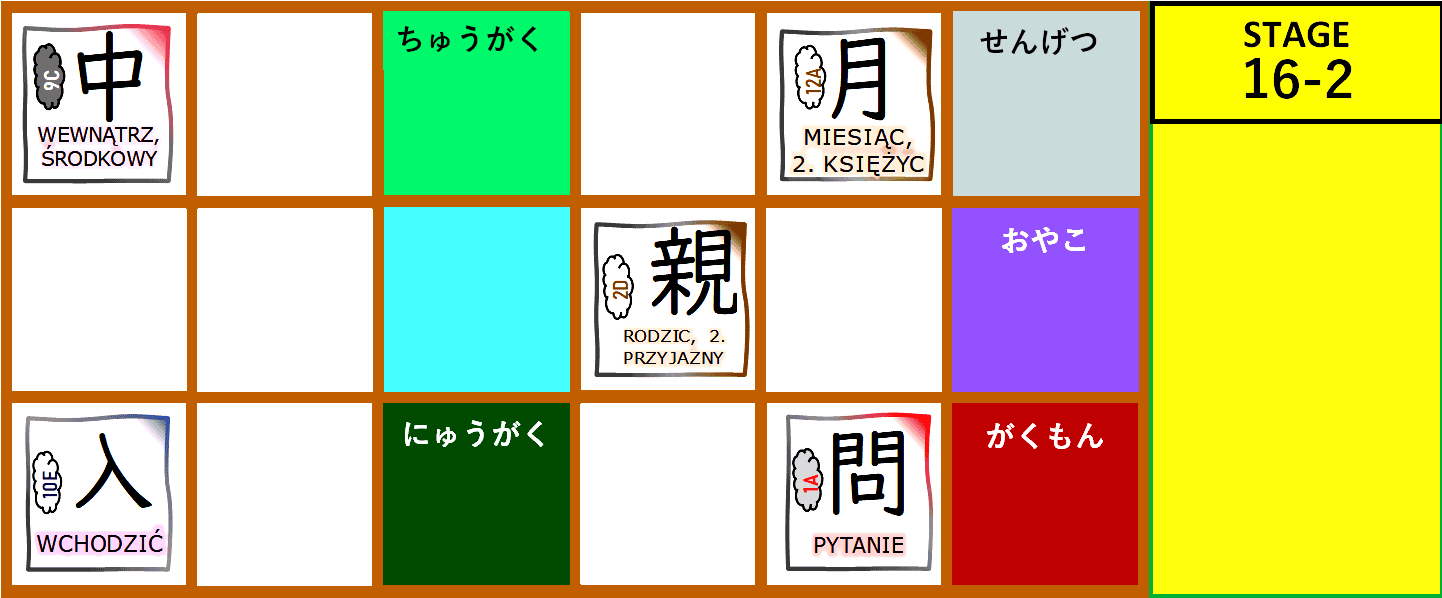 9C
中
WEWNĄTRZ,
ŚRODKOWY
ちゅうがく
12A
月
MIESIĄC,
2. KSIĘŻYC
せんげつ
STAGE
16-2
2D
親
RODZIC, 2.
PRZYJAZNY
おやこ
10E
入
WCHODZIĆ
にゅうがく
1A
問
PYTANIE
がくもん